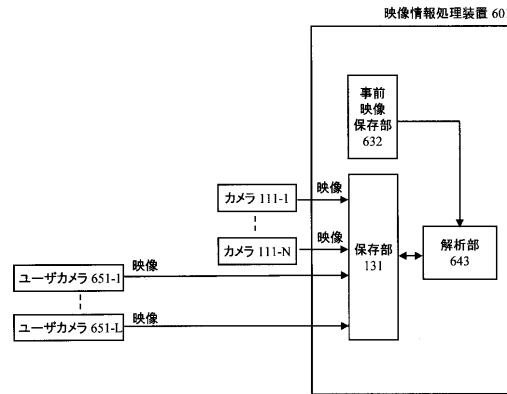 映像情報処理装置 601
事前
映像
保存部
632
カメラ 111-1
映像
カメラ 111-N
映像
保存部
131
解析部
643
ユーザカメラ 651-1
映像
ユーザカメラ 651-L
映像